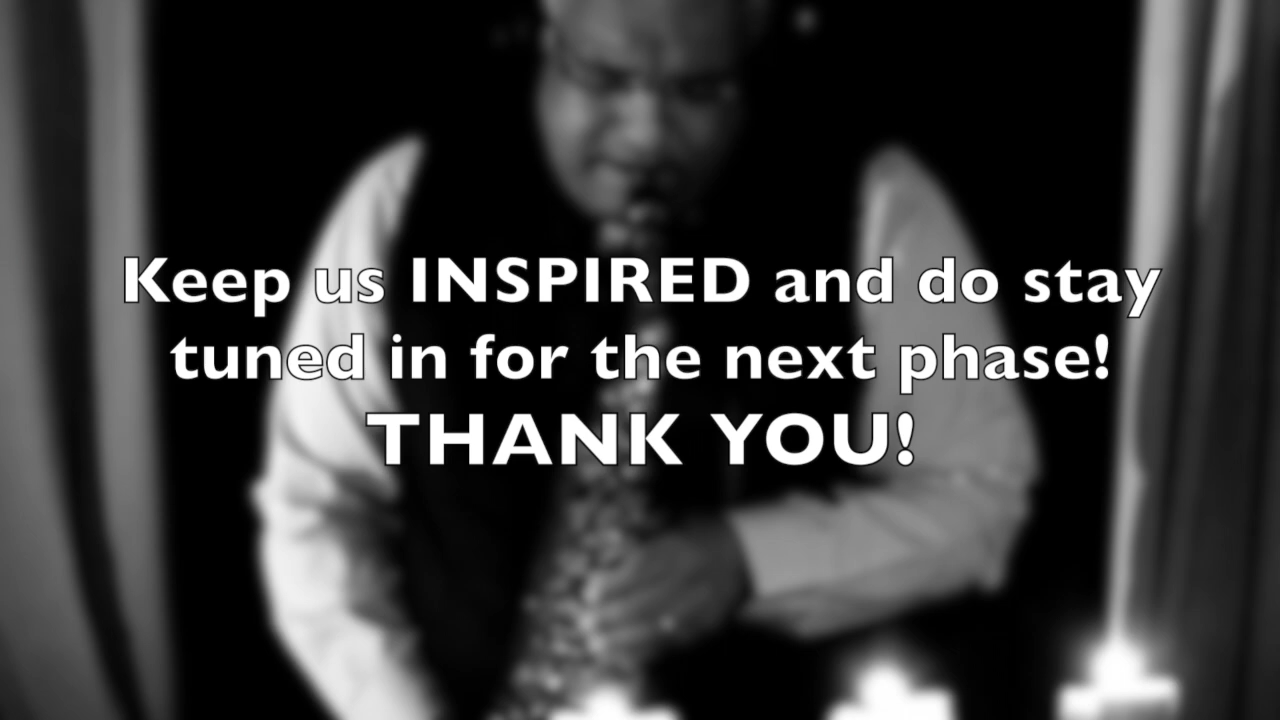 Keep us INSPIRED and do stay
tuned in for the next phase!
THANK YOU!